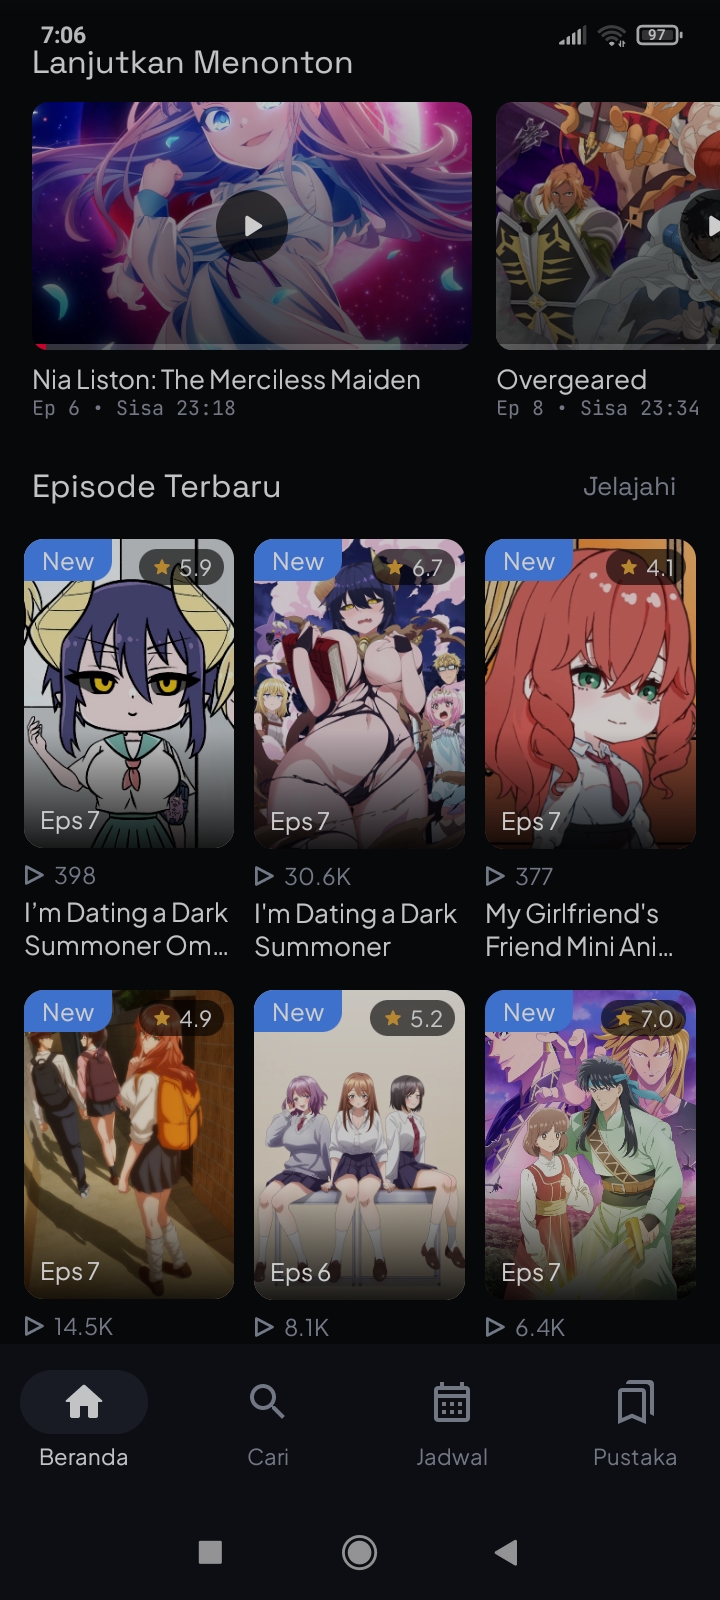 7:06
97
Lanjutkan Menonton
Nia Liston: The Merciless Maiden
Ep 6 • Sisa 23:18
Overgeared
Ep 8 • Sisa 23:34
Episode Terbaru
Jelajahi
New
5.9
New
6.7
New
4.1
Eps 7
Eps 7
Eps 7
398
30.6K
377
I’m Dating a Dark
Summoner Om...
I'm Dating a Dark
Summoner
My Girlfriend's
Friend Mini Ani...
New
4.9
New
5.2
New
7.0
Eps 7
Eps 6
Eps 7
14.5K
8.1K
6.4K
Beranda
Cari
Jadwal
Pustaka